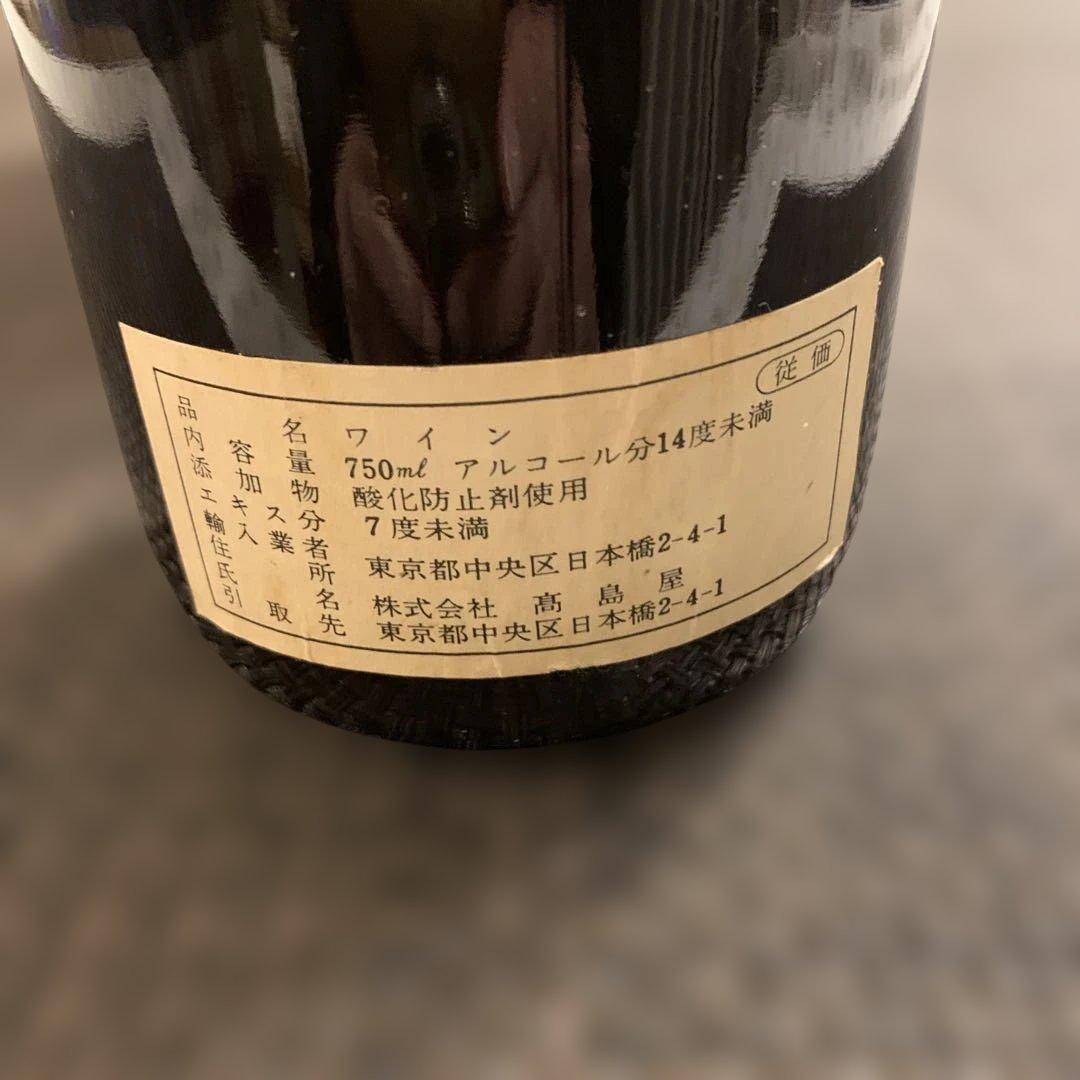 従価
品名 ワイン
内容量 750ml アルコール分14度未満
添加物 酸化防止剤使用
エキス分 7度未満
輸入業者
住所 東京都中央区日本橋2-4-1
氏名 株式会社 髙島屋
引取先 東京都中央区日本橋2-4-1